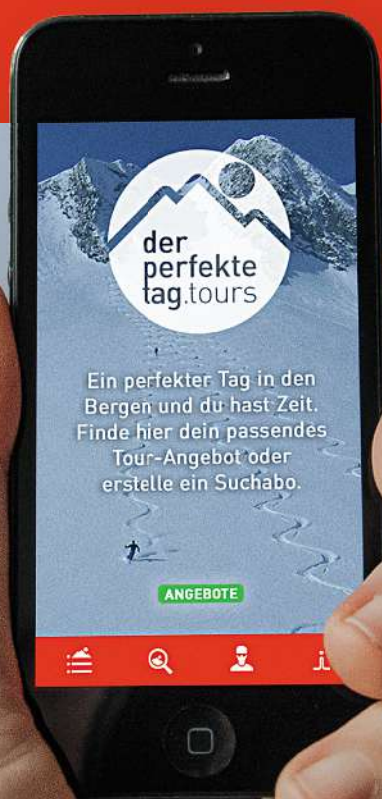 der
perfekte
tag.tours
Ein perfekter Tag in den
Bergen und du hast Zeit.
Finde hier dein passendes
Tour-Angebot oder
erstelle ein Suchabo.
ANGEBOTE